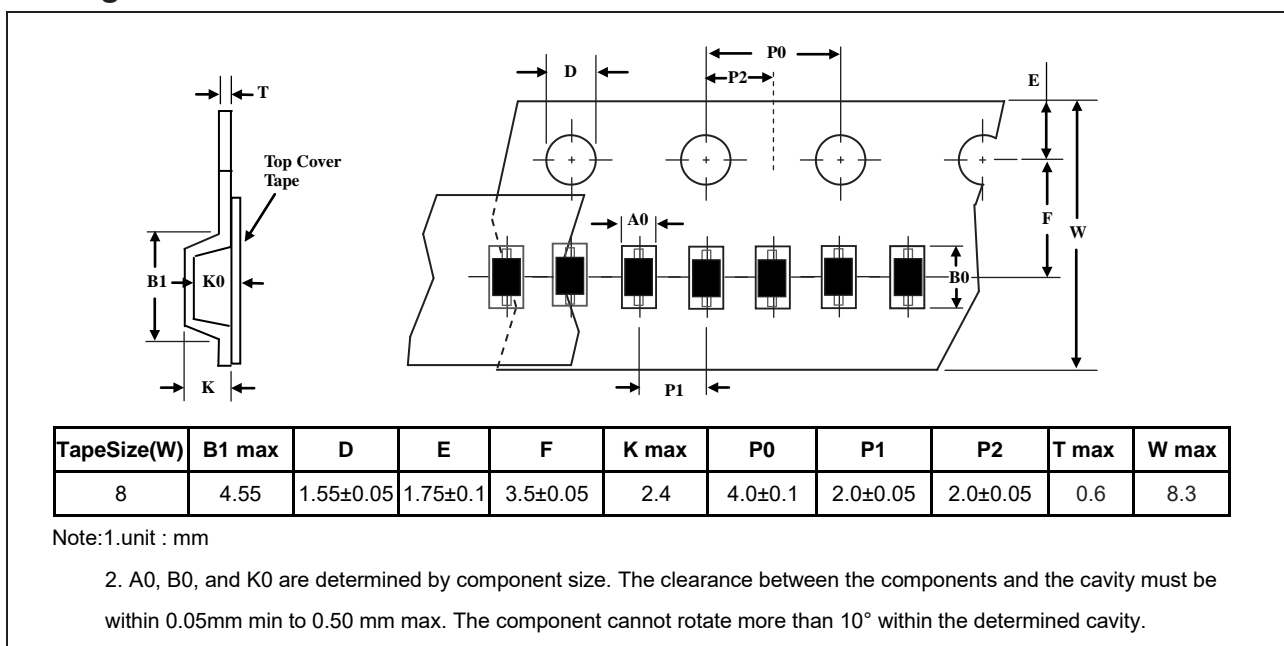 T
Top Cover
Tape
B1
K0
K
D
P0
P2
E
A0
F
W
B0
P1
TapeSize(W) B1 max D E F K max P0 P1 P2 T max W max
8 4.55 1.55±0.05 1.75±0.1 3.5±0.05 2.4 4.0±0.1 2.0±0.05 2.0±0.05 0.6 8.3
Note:1.unit : mm
2. A0, B0, and K0 are determined by component size. The clearance between the components and the cavity must be
within 0.05mm min to 0.50 mm max. The component cannot rotate more than 10° within the determined cavity.